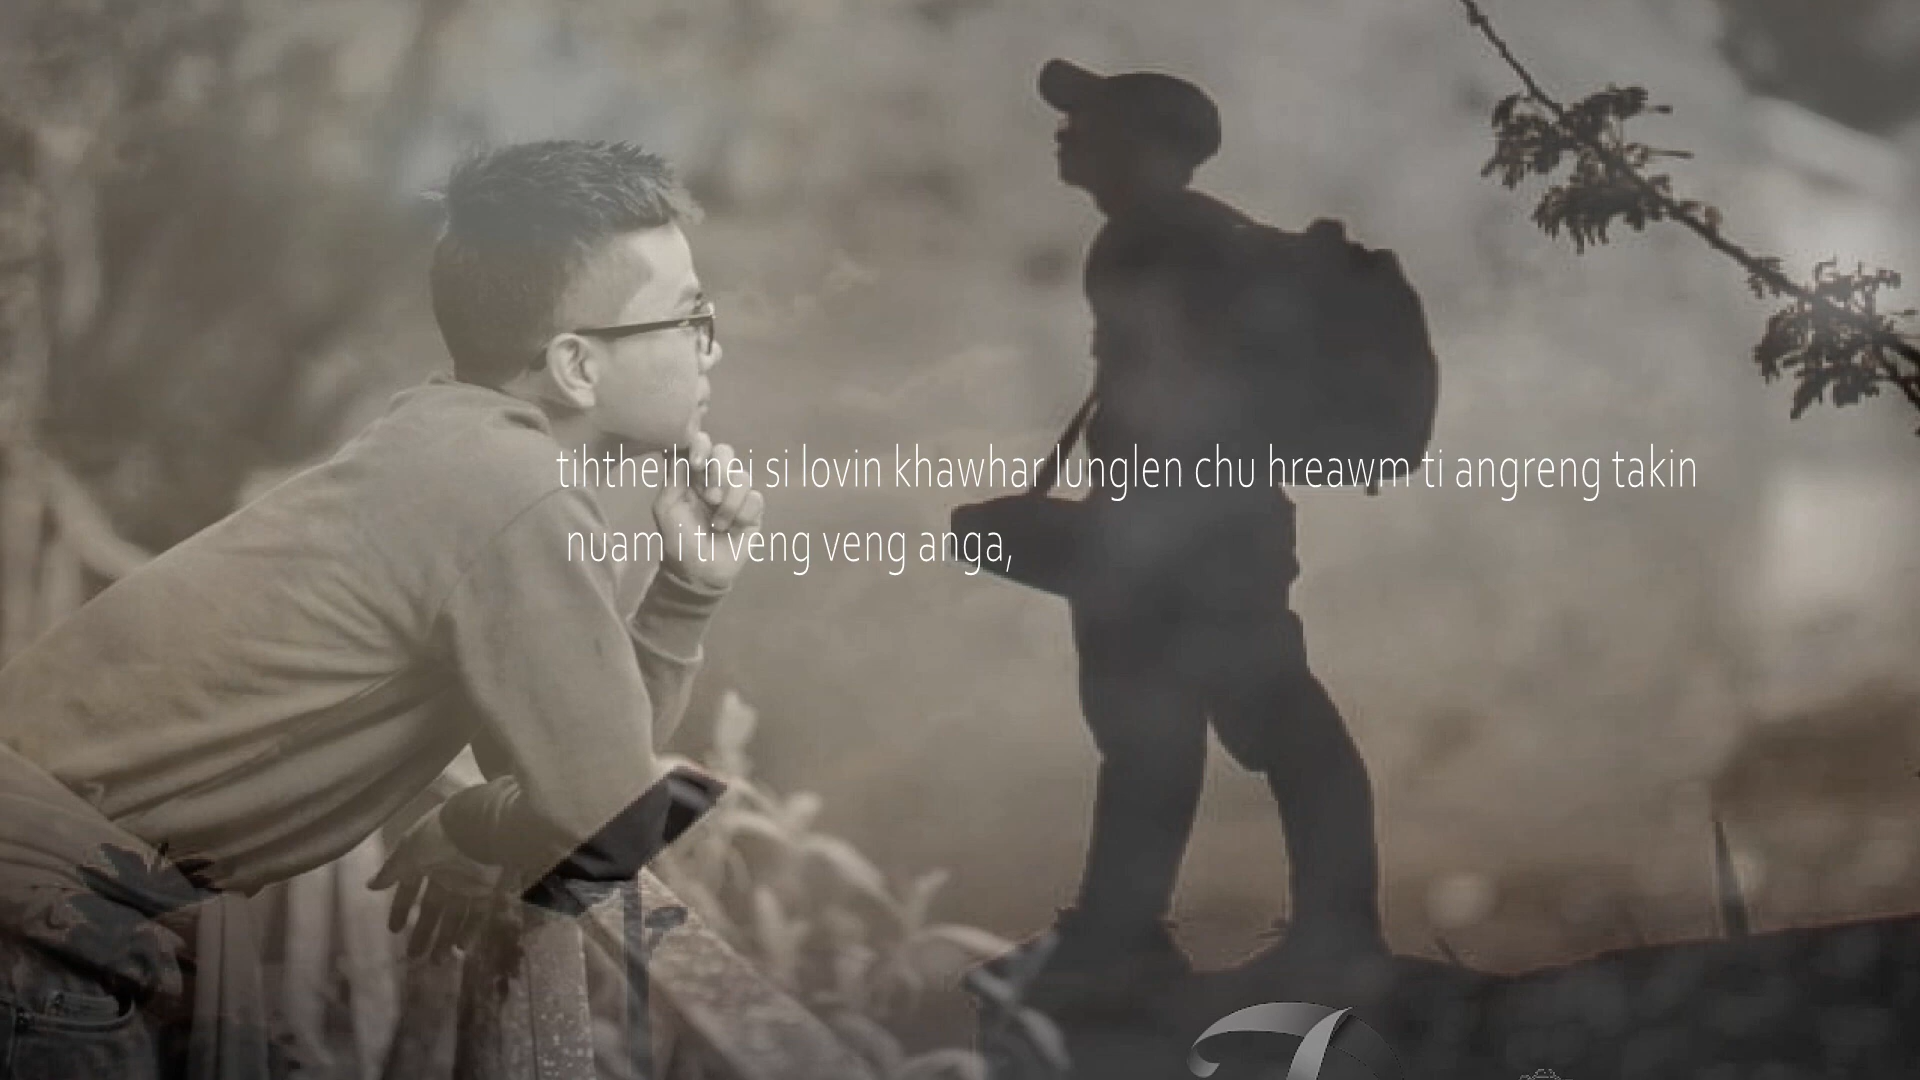 tihtheih nei si lovin khawhar lunglen chu hreawm ti angreng takin
nuam i ti veng veng anga,